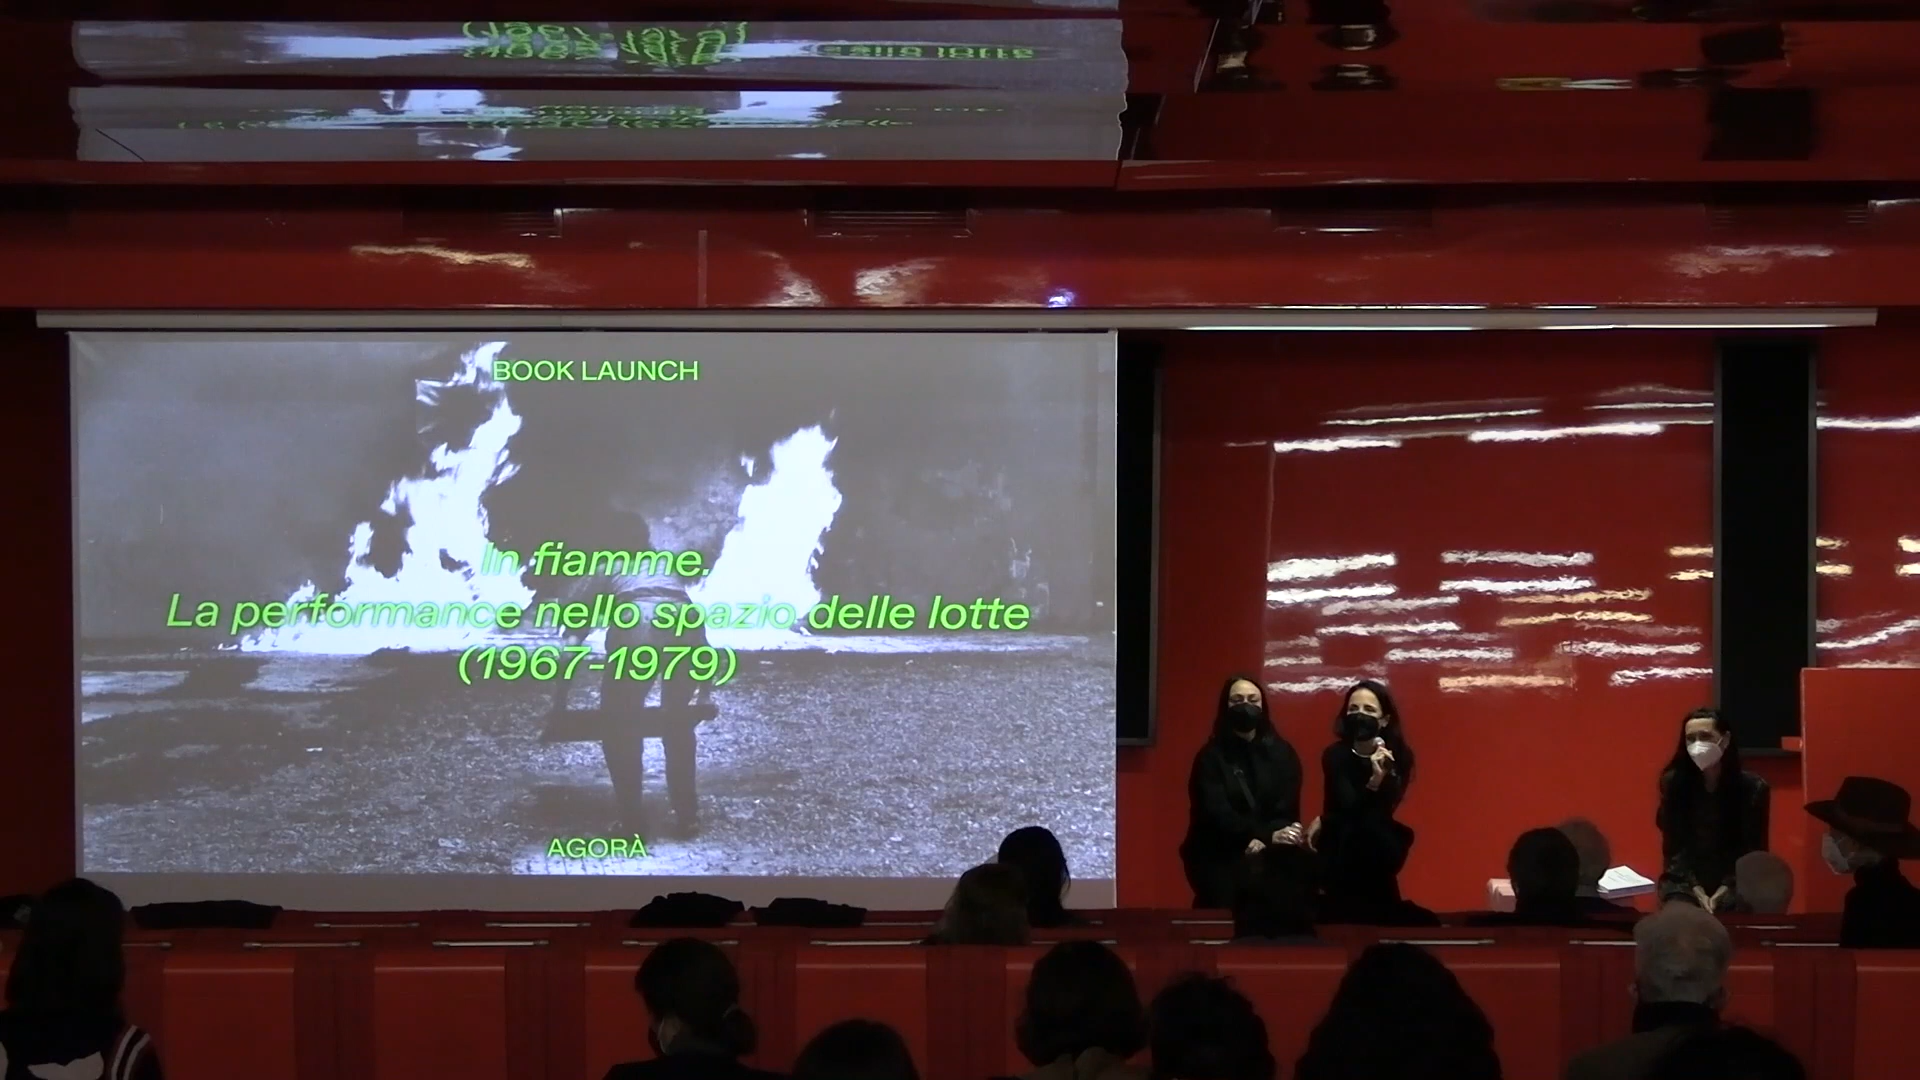 BOOK LAUNCH
In fiamme.
La performance nello spazio delle lotte
(1967-1979)
AGORÀ